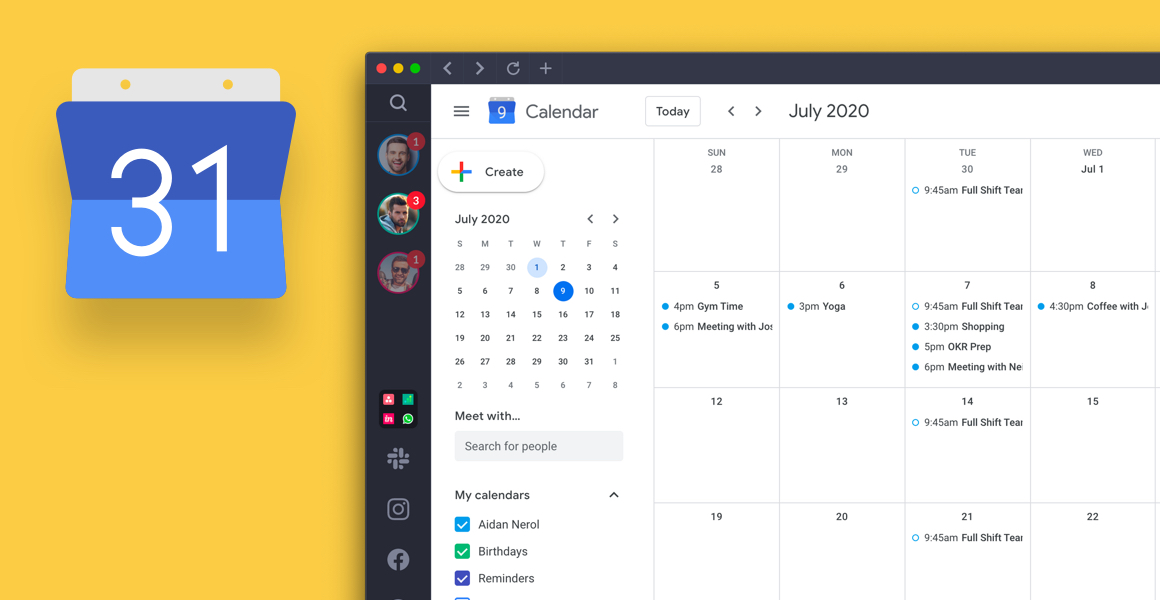 31
1
3
1
in
9 Calendar
Today
July 2020
Create
July 2020
S M T W T F S
28 29 30 1 2 3 4
5 6 7 8 9 10 11
12 13 14 15 16 17 18
19 20 21 22 23 24 25
26 27 28 29 30 31 1
2 3 4 5 6 7 8
Meet with...
Search for people
My calendars
Aidan Nerol
Birthdays
Reminders
SUN MON TUE WED
28 29 30 Jul 1
9:45am Full Shift Tear
5 6 7 8
4pm Gym Time
6pm Meeting with Jos
3pm Yoga
9:45am Full Shift Tear
3:30pm Shopping
5pm OKR Prep
6pm Meeting with Nei
4:30pm Coffee with J
12 13 14 15
9:45am Full Shift Tear
19 20 21 22
9:45am Full Shift Tear